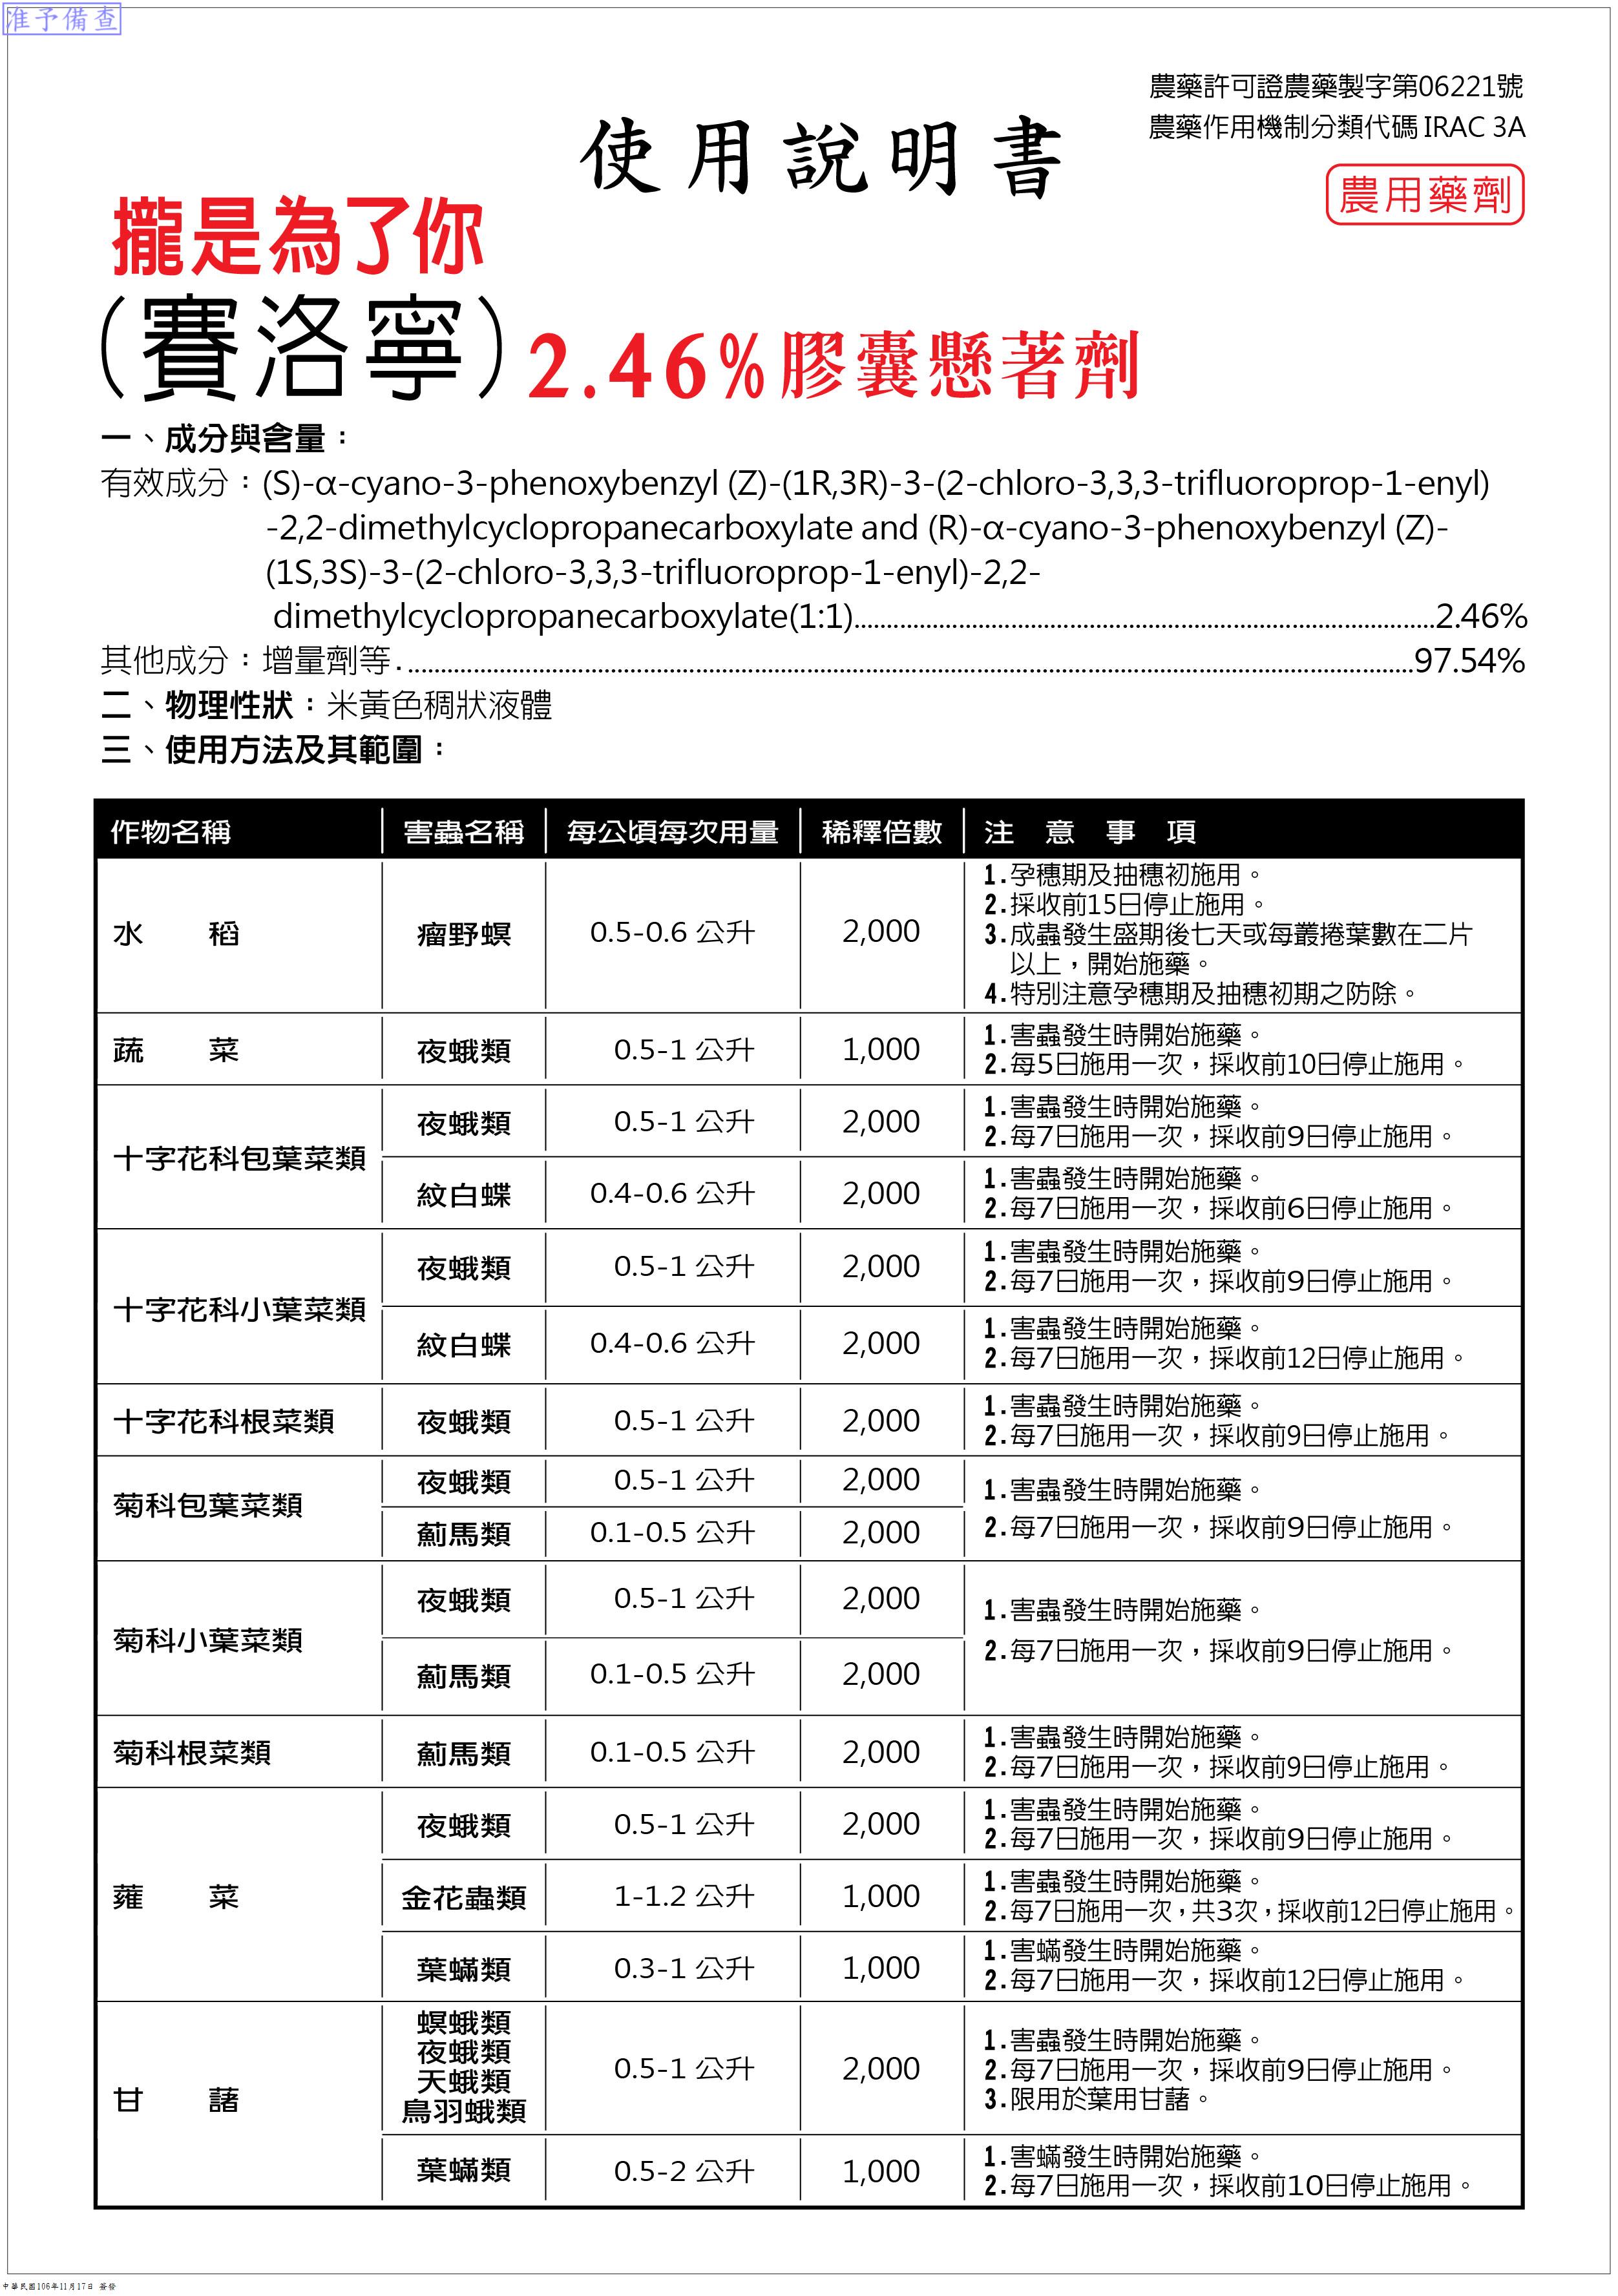 准予備查
農藥許可證農藥製字第06221號
農藥作用機制分類代碼 IRAC 3A
使用說明書
農用藥劑
攏是為了你
(賽洛寧)2.46%膠囊懸著劑
一、成分與含量：
有效成分：(S)-α-cyano-3-phenoxybenzyl (Z)-(1R,3R)-3-(2-chloro-3,3,3-trifluoroprop-1-enyl)
-2,2-dimethylcyclopropanecarboxylate and (R)-α-cyano-3-phenoxybenzyl (Z)-
(1S,3S)-3-(2-chloro-3,3,3-trifluoroprop-1-enyl)-2,2-
dimethylcyclopropanecarboxylate(1:1)........................................2.46%
其他成分：增量劑等........................................97.54%
二、物理性狀：米黃色稠狀液體
三、使用方法及其範圍：
作物名稱 害蟲名稱 每公頃每次用量 稀釋倍數 注意事項
水稻 瘤野螟 0.5-0.6 公升 2,000
1.孕穗期及抽穗初施用。
2.採收前15日停止施用。
3.成蟲發生盛期後七天或每叢捲葉數在二片
以上，開始施藥。
4.特別注意孕穗期及抽穗初期之防除。
蔬菜 夜蛾類 0.5-1 公升 1,000
1.害蟲發生時開始施藥。
2.每5日施用一次，採收前10日停止施用。
十字花科包葉菜類
夜蛾類 0.5-1 公升 2,000
1.害蟲發生時開始施藥。
2.每7日施用一次，採收前9日停止施用。
紋白蝶 0.4-0.6 公升 2,000
1.害蟲發生時開始施藥。
2.每7日施用一次，採收前6日停止施用。
十字花科小葉菜類
夜蛾類 0.5-1 公升 2,000
1.害蟲發生時開始施藥。
2.每7日施用一次，採收前9日停止施用。
紋白蝶 0.4-0.6 公升 2,000
1.害蟲發生時開始施藥。
2.每7日施用一次，採收前12日停止施用。
十字花科根菜類 夜蛾類 0.5-1 公升 2,000
1.害蟲發生時開始施藥。
2.每7日施用一次，採收前9日停止施用。
菊科包葉菜類
夜蛾類 0.5-1 公升 2,000
薊馬類 0.1-0.5 公升 2,000
1.害蟲發生時開始施藥。
2.每7日施用一次，採收前9日停止施用。
菊科小葉菜類
夜蛾類 0.5-1 公升 2,000
薊馬類 0.1-0.5 公升 2,000
1.害蟲發生時開始施藥。
2.每7日施用一次，採收前9日停止施用。
菊科根菜類 薊馬類 0.1-0.5 公升 2,000
1.害蟲發生時開始施藥。
2.每7日施用一次，採收前9日停止施用。
蕹菜
夜蛾類 0.5-1 公升 2,000
1.害蟲發生時開始施藥。
2.每7日施用一次，採收前9日停止施用。
金花蟲類 1-1.2 公升 1,000
1.害蟲發生時開始施藥。
2.每7日施用一次，共3次，採收前12日停止施用。
葉蟎類 0.3-1 公升 1,000
1.害蟎發生時開始施藥。
2.每7日施用一次，採收前12日停止施用。
甘藷
螟蛾類
夜蛾類
天蛾類
鳥羽蛾類
0.5-1 公升 2,000
1.害蟲發生時開始施藥。
2.每7日施用一次，採收前9日停止施用。
3.限用於葉用甘藷。
葉蟎類 0.5-2 公升 1,000
1.害蟎發生時開始施藥。
2.每7日施用一次，採收前10日停止施用。
中華民國106年11月17日 簽發